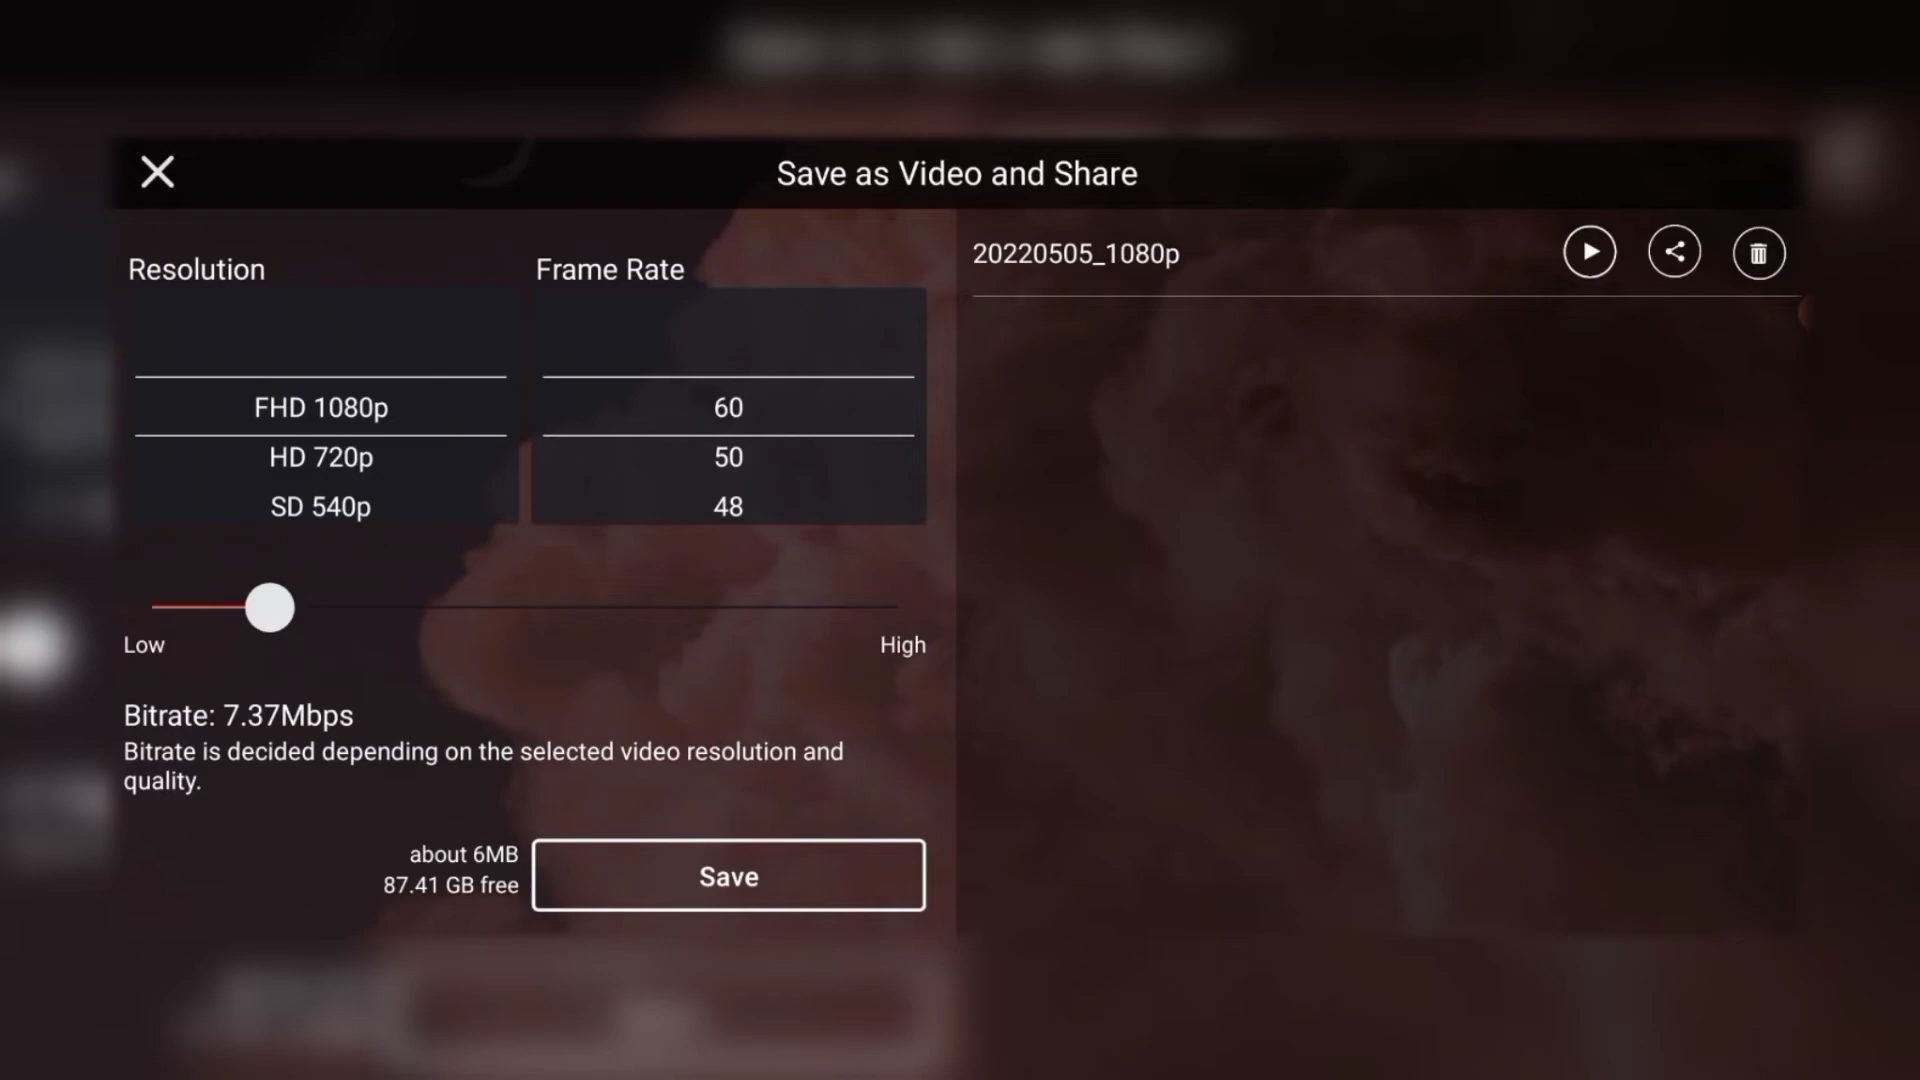 Save as Video and Share
Resolution
Frame Rate
FHD 1080p
HD 720p
SD 540p
60
50
48
Low
High
Bitrate: 7.37Mbps
Bitrate is decided depending on the selected video resolution and
quality.
about 6MB
87.41 GB free
Save
20220505_1080p